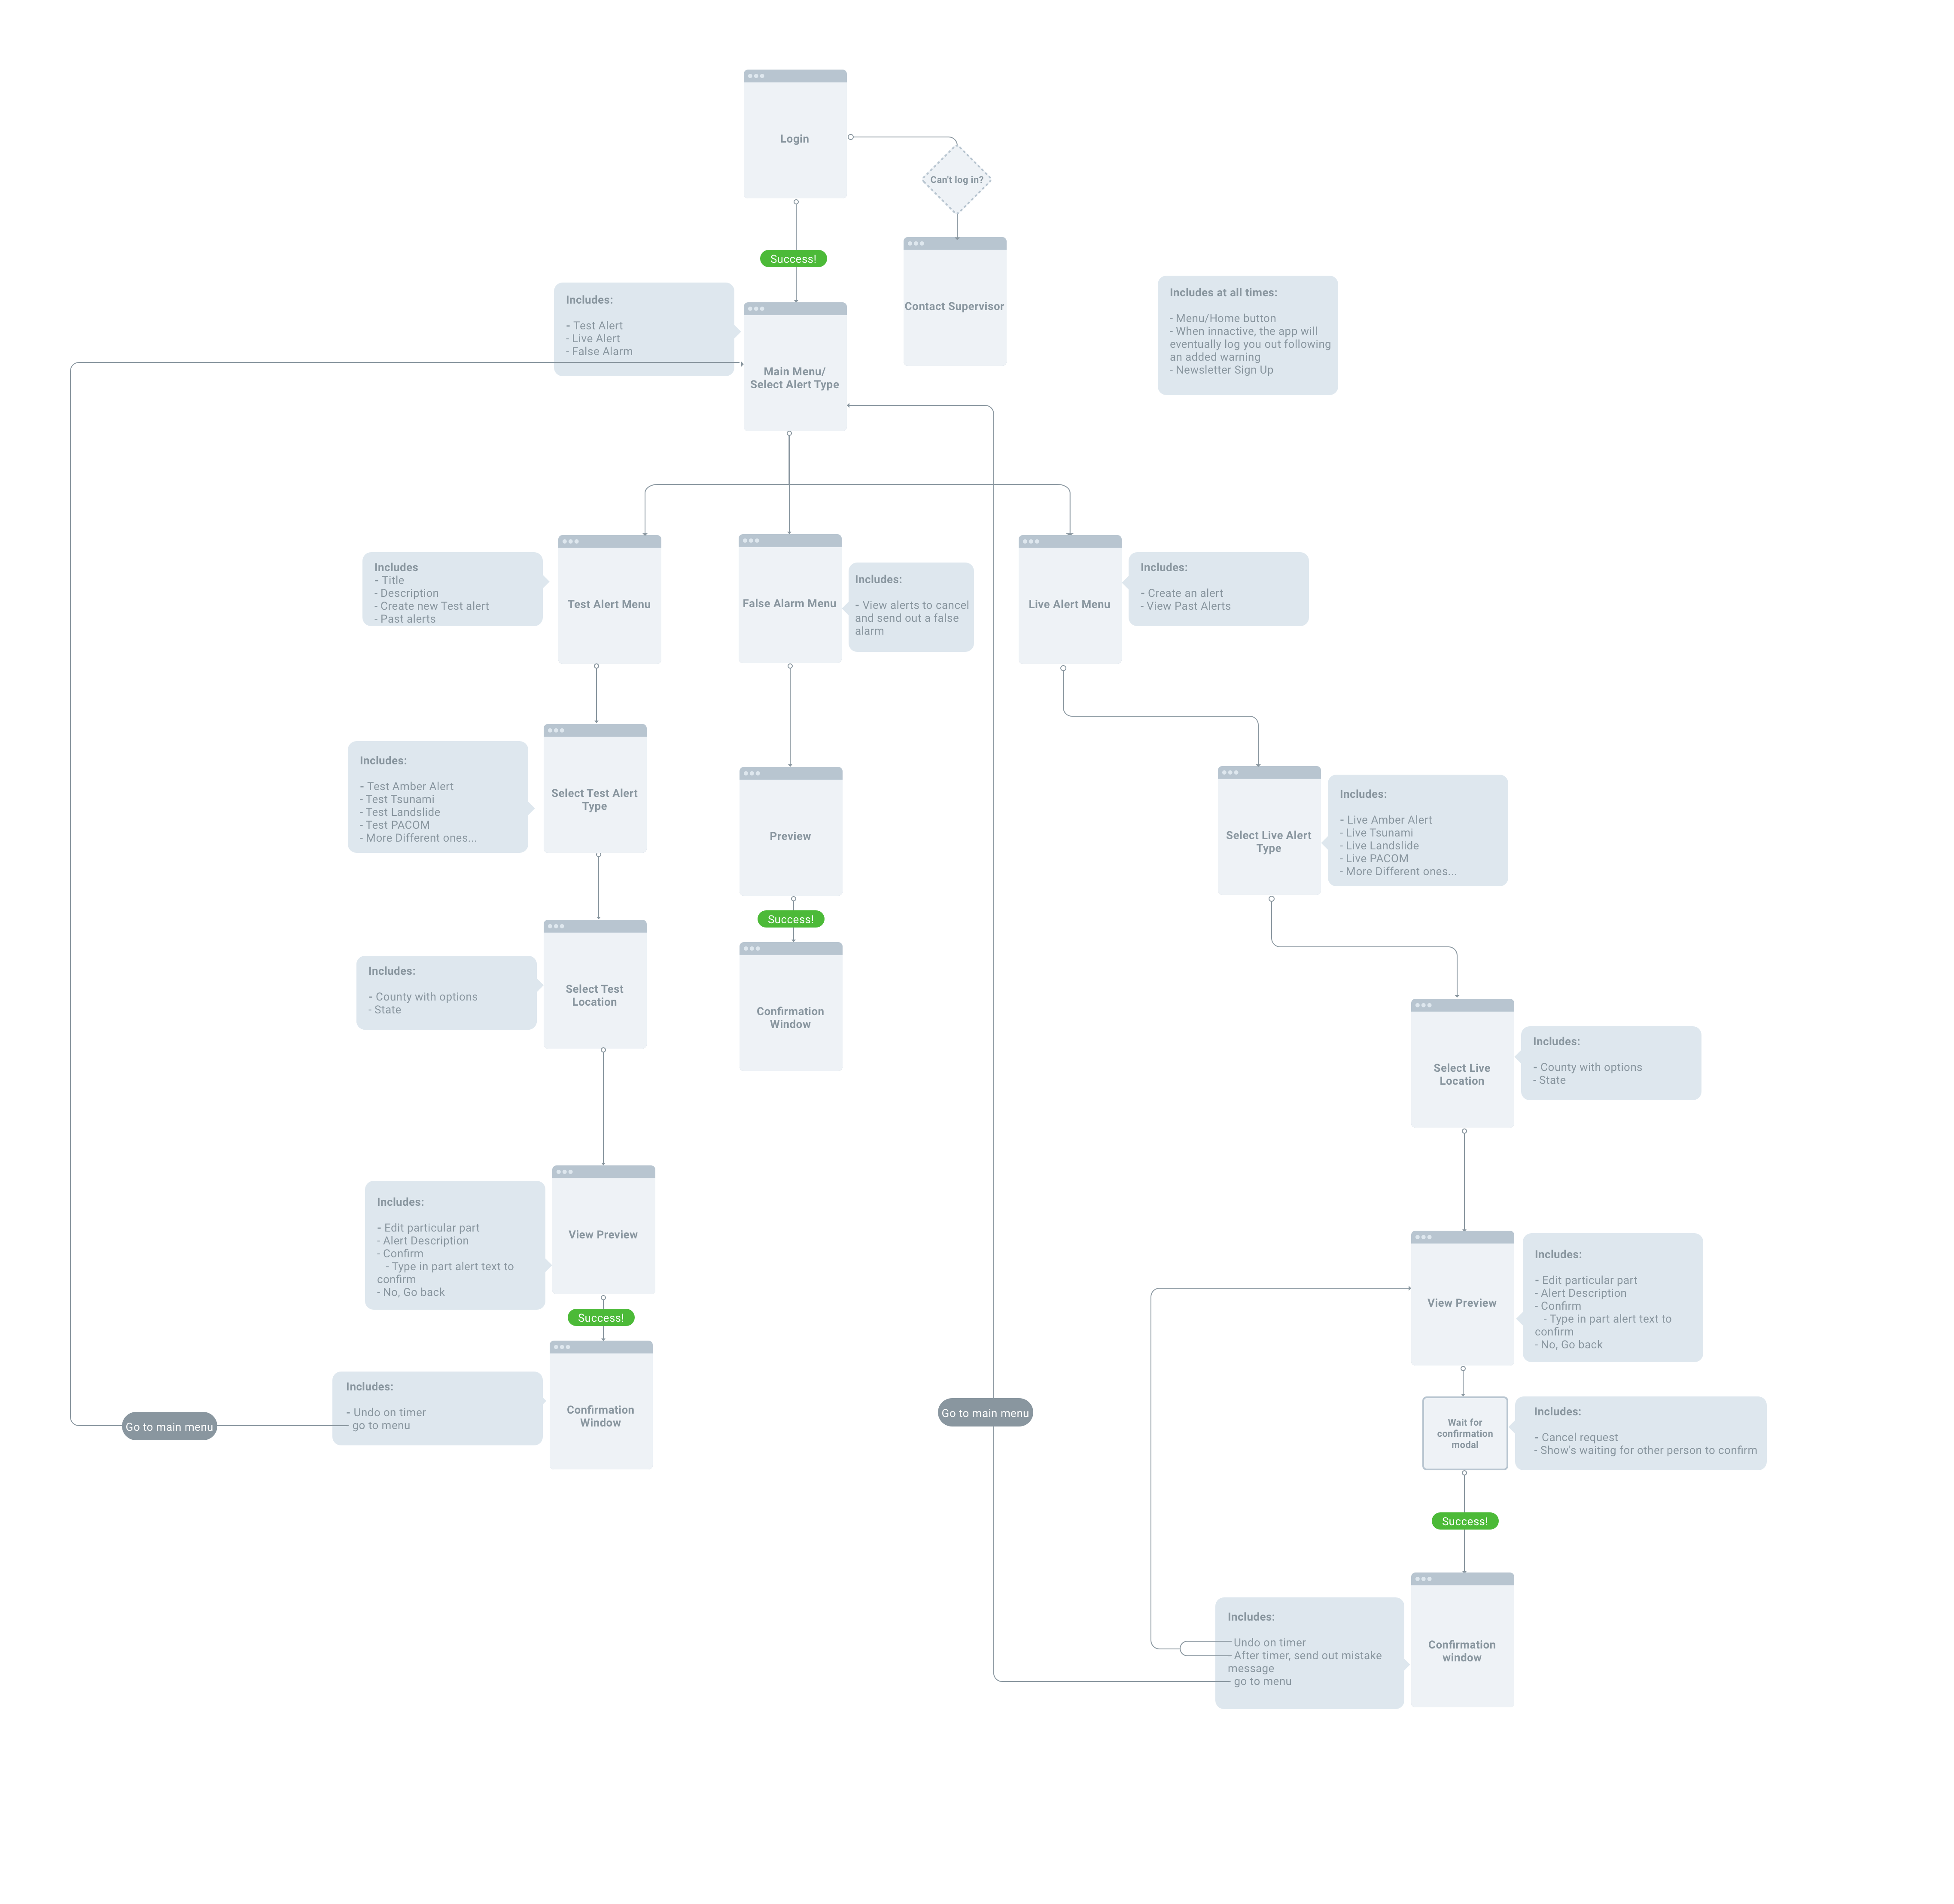 Login
Can't log in?
Success!
Contact Supervisor
Includes:
- Test Alert
- Live Alert
- False Alarm
Main Menu/
Select Alert Type
Includes at all times:
- Menu/Home button
- When innactive, the app will
eventually log you out following
an added warning
- Newsletter Sign Up
Includes
- Title
- Description
- Create new Test alert
- Past alerts
Test Alert Menu
False Alarm Menu
Includes:
- View alerts to cancel
and send out a false
alarm
Live Alert Menu
Includes:
- Create an alert
- View Past Alerts
Includes:
- Test Amber Alert
- Test Tsunami
- Test Landslide
- Test PACOM
- More Different ones...
Select Test Alert
Type
Preview
Select Live Alert
Type
Includes:
- Live Amber Alert
- Live Tsunami
- Live Landslide
- Live PACOM
- More Different ones...
Success!
Includes:
- County with options
- State
Select Test
Location
Confirmation
Window
Select Live
Location
Includes:
- County with options
- State
Includes:
- Edit particular part
- Alert Description
- Confirm
- Type in part alert text to
confirm
- No, Go back
View Preview
Success!
View Preview
Includes:
- Edit particular part
- Alert Description
- Confirm
- Type in part alert text to
confirm
- No, Go back
Go to main menu
Includes:
- Undo on timer
go to menu
Confirmation
Window
Go to main menu
Wait for
confirmation
modal
Includes:
- Cancel request
- Show's waiting for other person to confirm
Success!
Includes:
Undo on timer
After timer, send out mistake
message
go to menu
Confirmation
window